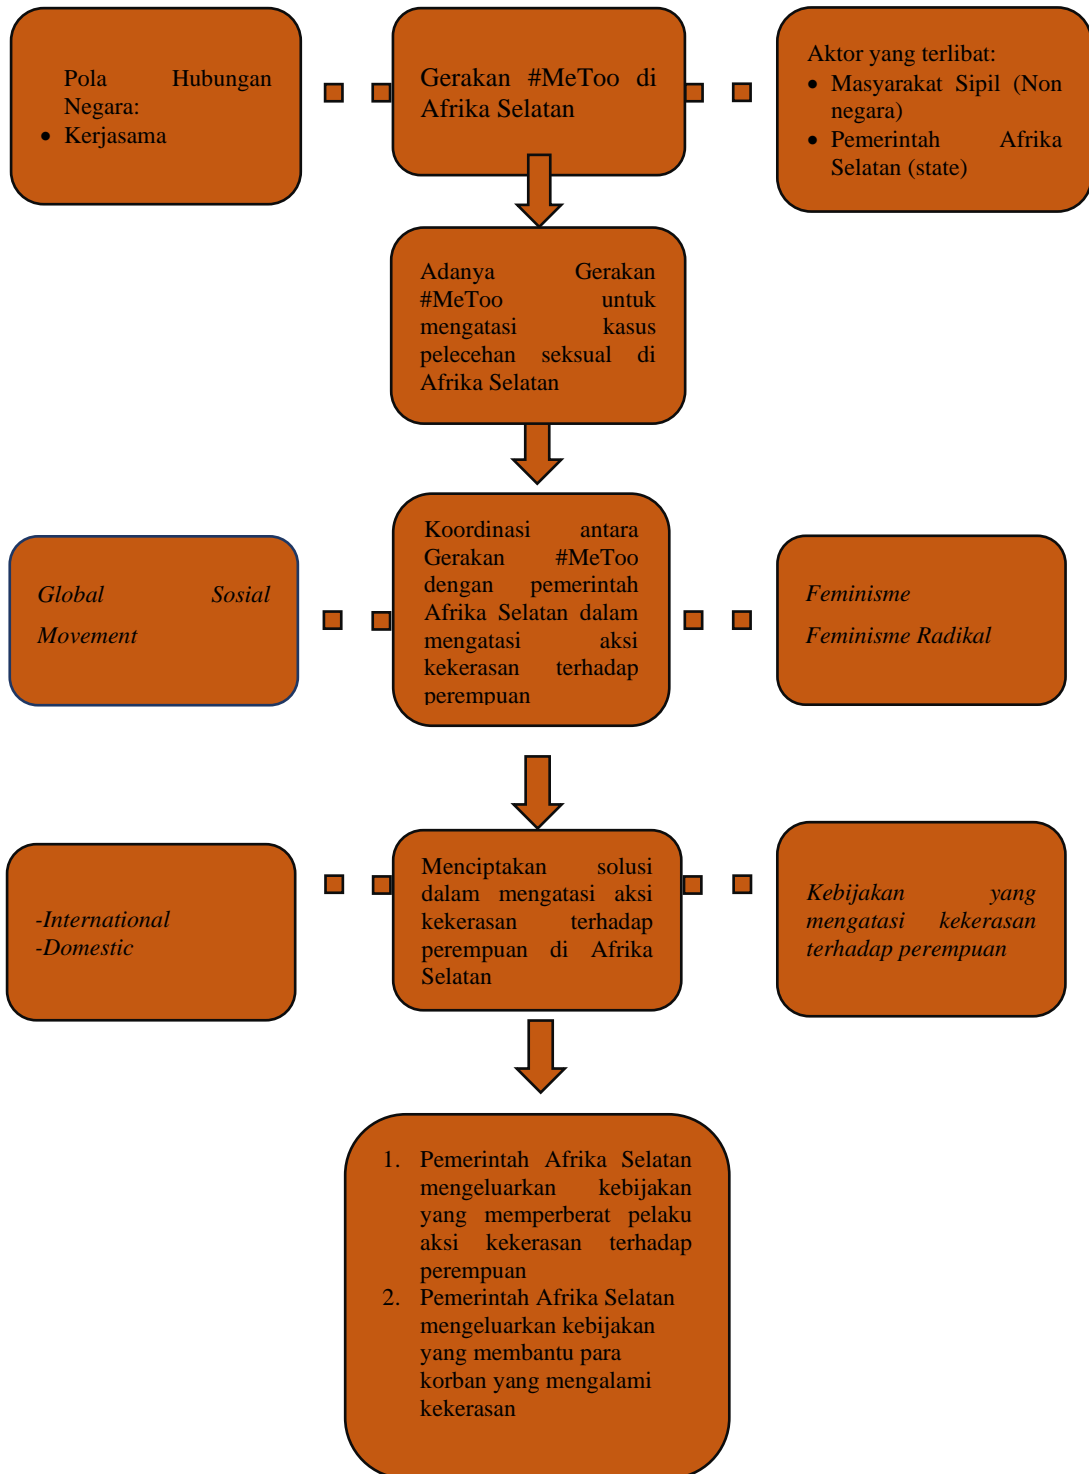 Pola Hubungan
Negara:
• Kerjasama
Gerakan #MeToo di
Afrika Selatan
Aktor yang terlibat:
• Masyarakat Sipil (Non
negara)
• Pemerintah Afrika
Selatan (state)
Adanya Gerakan
#MeToo untuk
mengatasi kasus
pelecehan seksual di
Afrika Selatan
Global Sosial
Movement
Koordinasi antara
Gerakan #MeToo
dengan pemerintah
Afrika Selatan dalam
mengatasi aksi
kekerasan terhadap
perempuan
Feminisme
Feminisme Radikal
-International
-Domestic
Menciptakan solusi
dalam mengatasi aksi
kekerasan terhadap
perempuan di Afrika
Selatan
Kebijakan yang
mengatasi kekerasan
terhadap perempuan
1. Pemerintah Afrika Selatan
mengeluarkan kebijakan
yang memperberat pelaku
aksi kekerasan terhadap
perempuan
2. Pemerintah Afrika Selatan
mengeluarkan kebijakan
yang membantu para
korban yang mengalami
kekerasan